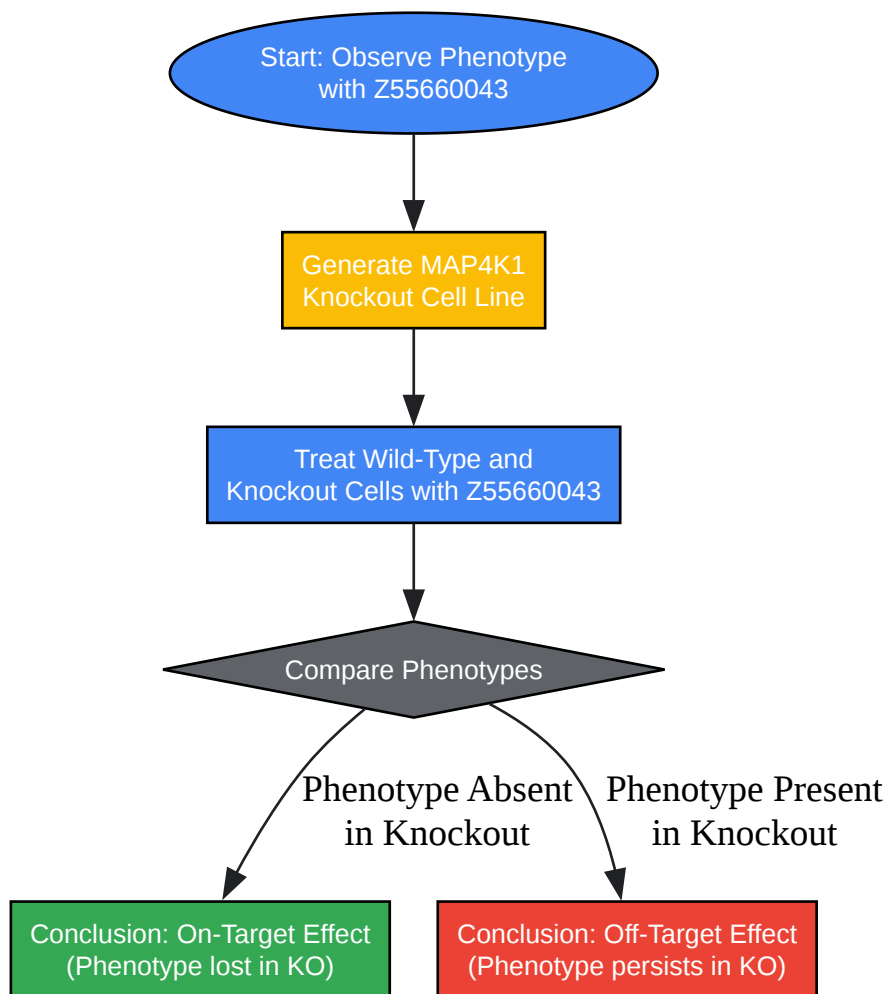 Start: Observe Phenotype
with Z55660043
Generate MAP4K1
Knockout Cell Line
Treat Wild-Type and
Knockout Cells with Z55660043
Compare Phenotypes
Phenotype Absent
in Knockout
Phenotype Present
in Knockout
Conclusion: On-Target Effect
(Phenotype lost in KO)
Conclusion: Off-Target Effect
(Phenotype persists in KO)